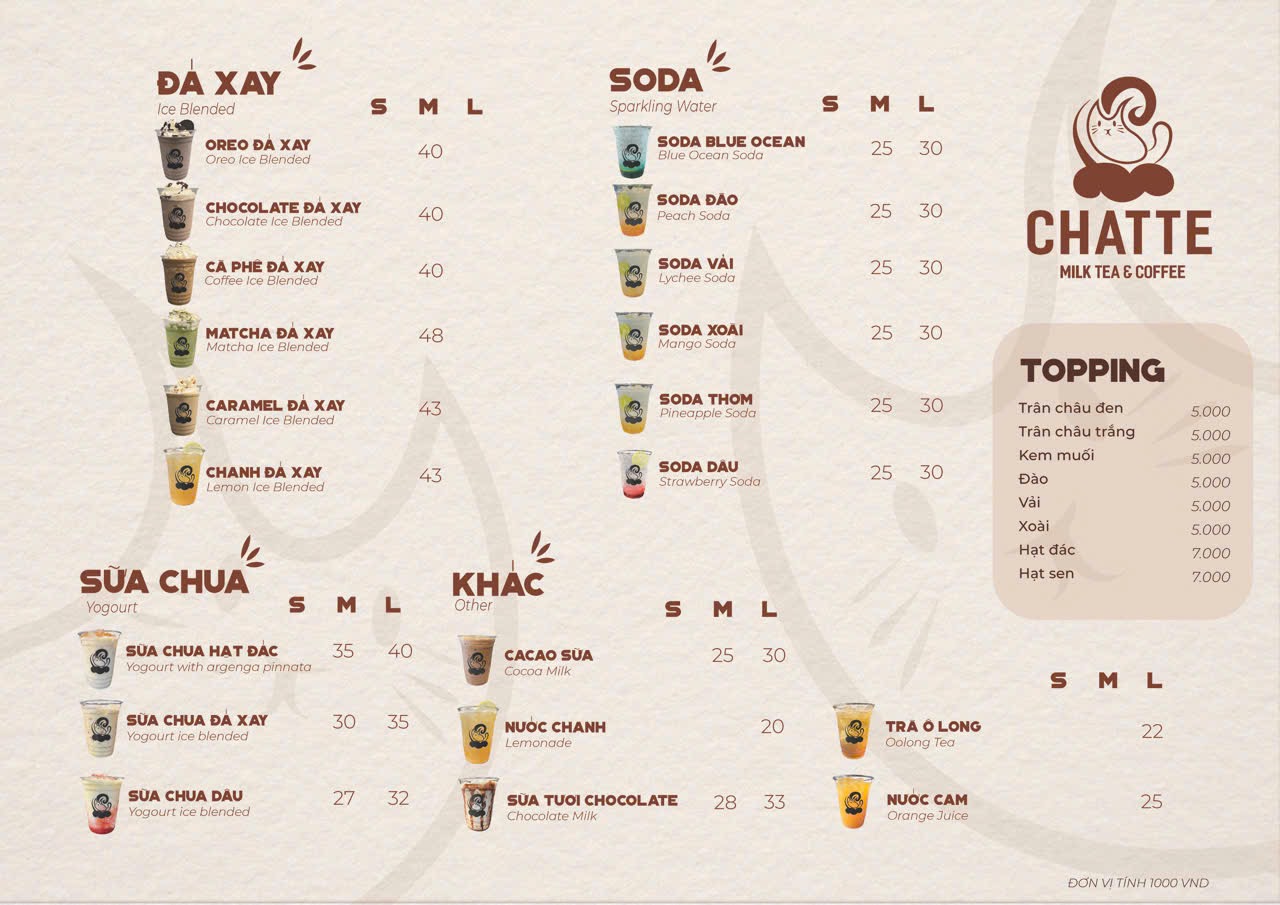 ĐÁ XAY
Ice Blended
S M L
OREO ĐÁ XAY 40
Oreo Ice Blended
CHOCOLATE ĐÁ XAY 40
Chocolate Ice Blended
CÀ PHÊ ĐÁ XAY 40
Coffee Ice Blended
MATCHA ĐÁ XAY 48
Matcha Ice Blended
CARAMEL ĐÁ XAY 43
Caramel Ice Blended
CHANH ĐÁ XAY 43
Lemon Ice Blended
SODA
Sparkling Water
S M L
SODA BLUE OCEAN 25 30
Blue Ocean Soda
SODA ĐÀO 25 30
Peach Soda
SODA VẢI 25 30
Lychee Soda
SODA XOÀI 25 30
Mango Soda
SODA THƠM 25 30
Pineapple Soda
SODA DÂU 25 30
Strawberry Soda
CHATTE
MILK TEA & COFFEE
TOPPING
Trân châu đen 5.000
Trân châu trắng 5.000
Kem muối 5.000
Đào 5.000
Vải 5.000
Xoài 5.000
Hạt đác 7.000
Hạt sen 7.000
SỮA CHUA
Yogourt
S M L
SỮA CHUA HẠT ĐÁC 35 40
Yogourt with argenga pinnata
SỮA CHUA ĐÁ XAY 30 35
Yogourt ice blended
SỮA CHUA DÂU 27 32
Yogourt ice blended
KHÁC
Other
S M L
CACAO SỮA 25 30
Cocoa Milk
NƯỚC CHANH 20
Lemonade
SỮA TƯƠI CHOCOLATE 28 33
Chocolate Milk
S M L
TRÀ Ô LONG 22
Oolong Tea
NƯỚC CAM 25
Orange Juice
ĐƠN VỊ TÍNH 1000 VND